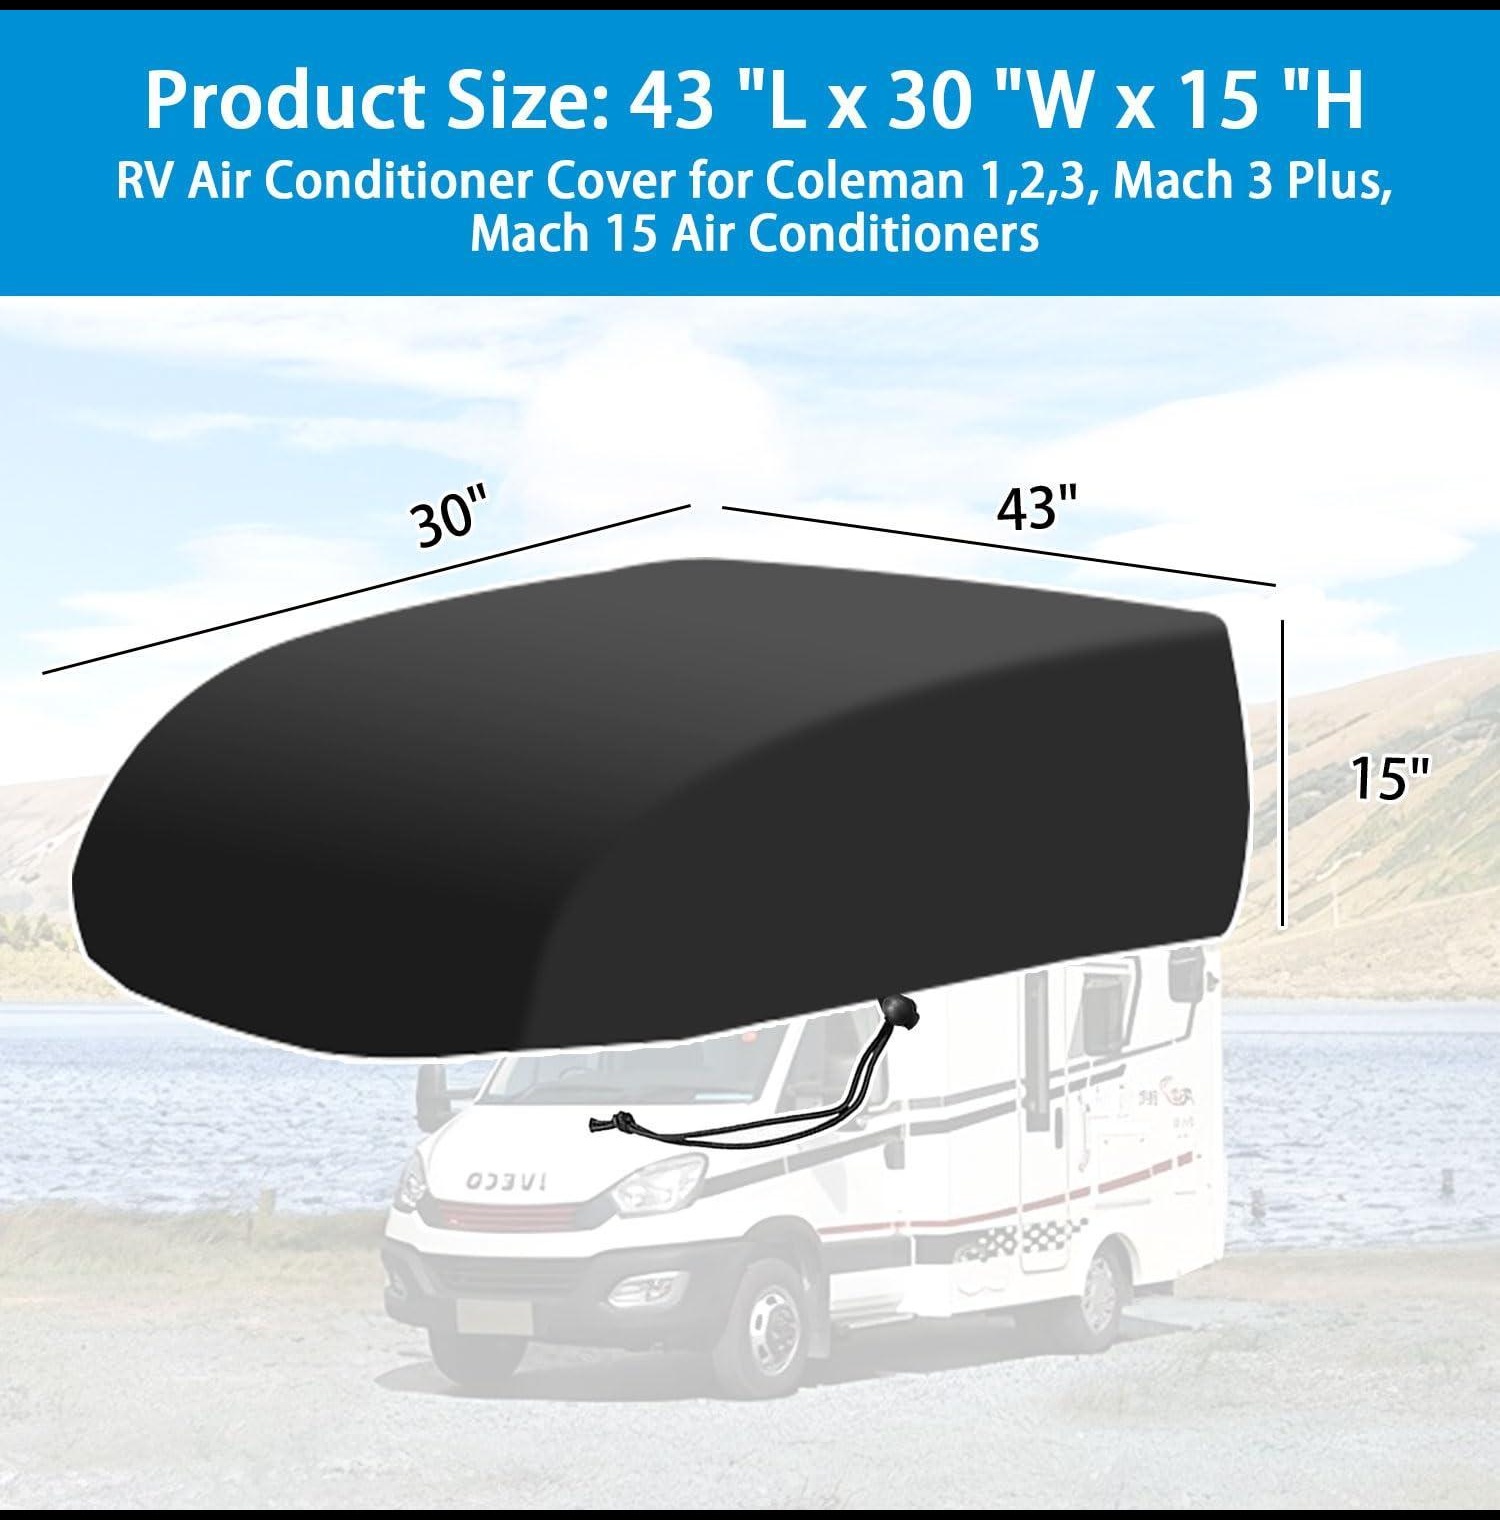 Product Size: 43 "L x 30 "W x 15 "H
RV Air Conditioner Cover for Coleman 1,2,3, Mach 3 Plus,
Mach 15 Air Conditioners
30"
43"
15"
IVECO